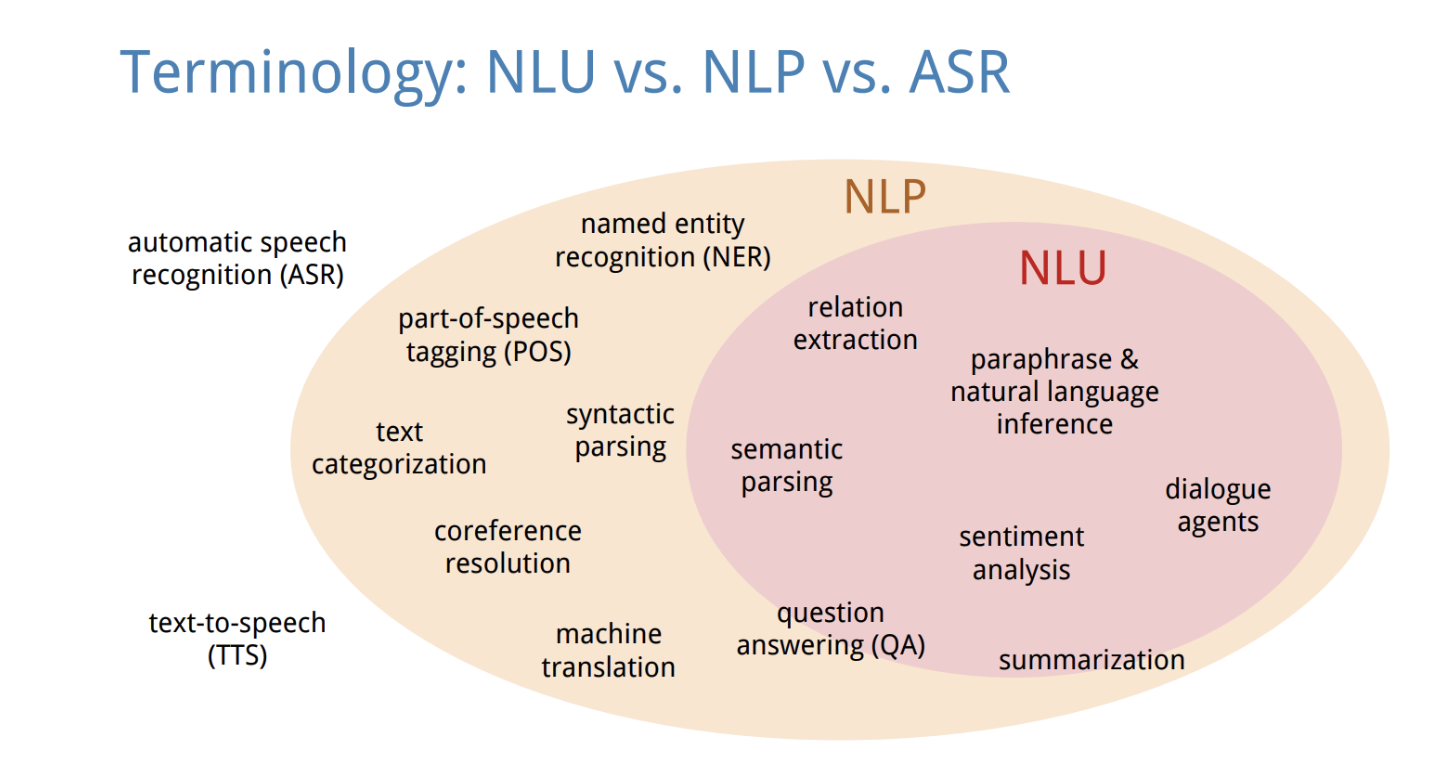 Terminology: NLU vs. NLP vs. ASR
NLP
NLU
automatic speech
recognition (ASR)
named entity
recognition (NER)
part-of-speech
tagging (POS)
relation
extraction
paraphrase &
natural language
inference
text
categorization
syntactic
parsing
semantic
parsing
dialogue
agents
coreference
resolution
sentiment
analysis
text-to-speech
(TTS)
machine
translation
question
answering (QA)
summarization